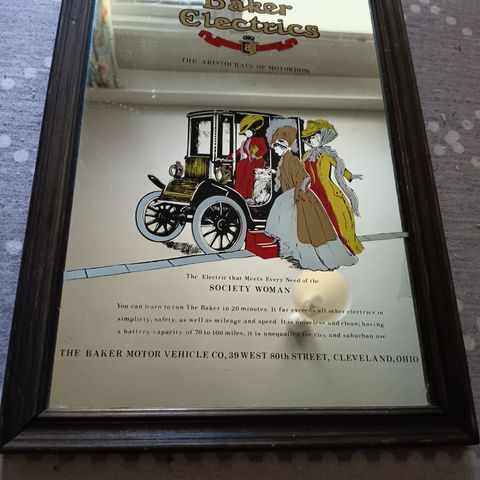 Baker
Electrics
THE ARISTOCRATS OF MOTORDOM
The Electric that Meets Every Need of the
SOCIETY WOMAN
You can learn to run The Baker in 20 minutes. It far exceeds all other electrics in
simplicty, safety, as well as mileage and speed. It is noiseless and clean; having
a battery capacity of 70 to 100 miles, it is unequalled for city and suburban use
THE BAKER MOTOR VEHICLE CO, 39 WEST 80th STREET, CLEVELAND, OHIO